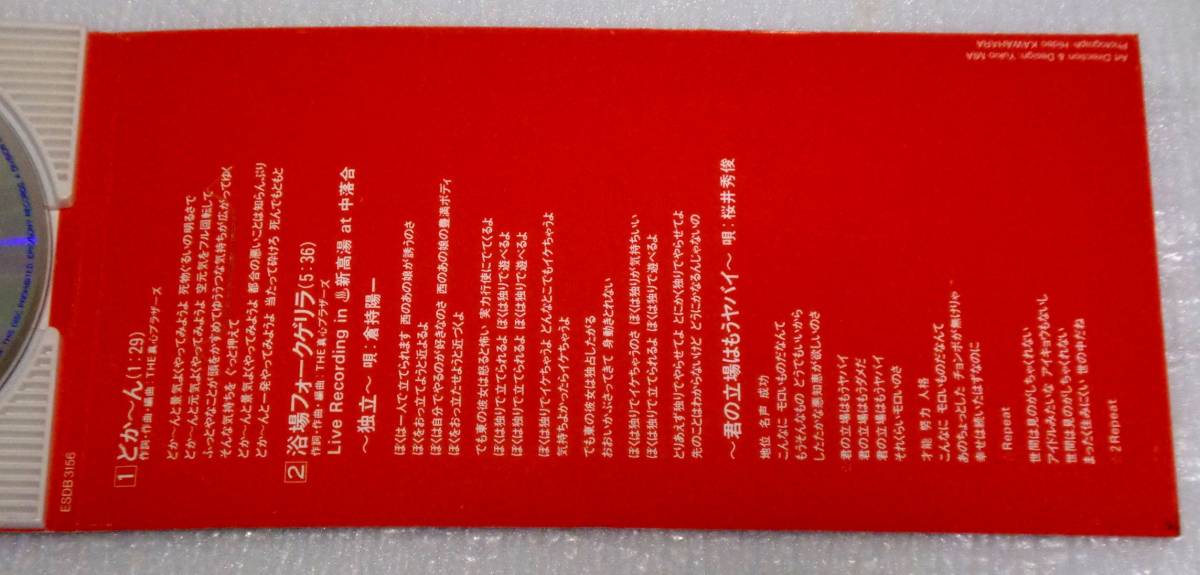 ESDB 3156
1 どか〜ん(1:29)
作詞・作曲・編曲：THE真心ブラザーズ
どか〜んと景気よくやってみようよ 死物ぐるいの明るさで
どか〜んと元気よくやってみようよ 空元気をフル回転して
ふっとやなことが頭をかすめてゆううつな気持ちが広がってゆく
そんな気持ちを ぐっと押えて
どか〜んと景気よくやってみようよ 都合の悪いことは知らんぷり
どか〜んと一発やってみようよ 当たって砕けろ 死んでもともと
2 浴場フォークゲリラ(5:36)
作詞・作曲・編曲：THE真心ブラザーズ
Live Recording in ♨新高湯 at 中落合
〜独立〜 唄：倉持陽一
ぼくは一人で立てられます 西のあの娘が誘うのさ
ぼくをおっ立てようと近よるよ
ぼくは自分でやるのが好きなのさ 西のあの娘の豊満ボディ
ぼくをおっ立たせようと近づくよ
でも東の彼女は怒ると怖い 実力行使にでてくるよ
ぼくは独りで立てられるよ ぼくは独りで遊べるよ
ぼくは独りで立てられるよ ぼくは独りで遊べるよ
ぼくは独りでイケちゃうよ どんなとこでもイケちゃうよ
気持ちよかったらイケちゃうよ
でも東の彼女は独占したがる
おおいかぶさってきて 身動きとれない
ぼくは独りでイケちゃうのさ ぼくは独りが気持ちいい
ぼくは独りで立てられるよ ぼくは独りで遊べるよ
とりあえず独りでやらせてよ とにかく独りでやらせてよ
先のことはわからないけど どうにかなるんじゃないの
〜君の立場はもうヤバイ〜 唄：桜井秀俊
地位 名声 成功
こんなに モロいものだなんて
もうそんなもの どうでもいいから
したたかな悪知恵が欲しいのさ
☆君の立場はもうヤバイ
君の立場はもうダメだ
君の立場はもうヤバイ
それくらいモロいのさ
才能 努力 人格
こんなに モロいものだなんて
あのちょっとした チョンボが無けりゃ
幸せは続いたはずなのに
☆Repeat
世間は見のがしちゃくれない
アイドルみたいな アイキョウもないし
世間は見のがしちゃくれない
まったく住みにくい 世の中だね
☆2 Repeat
Art Direction & Design: Yukio MIA
Photograph: Hideo KAWAHARA